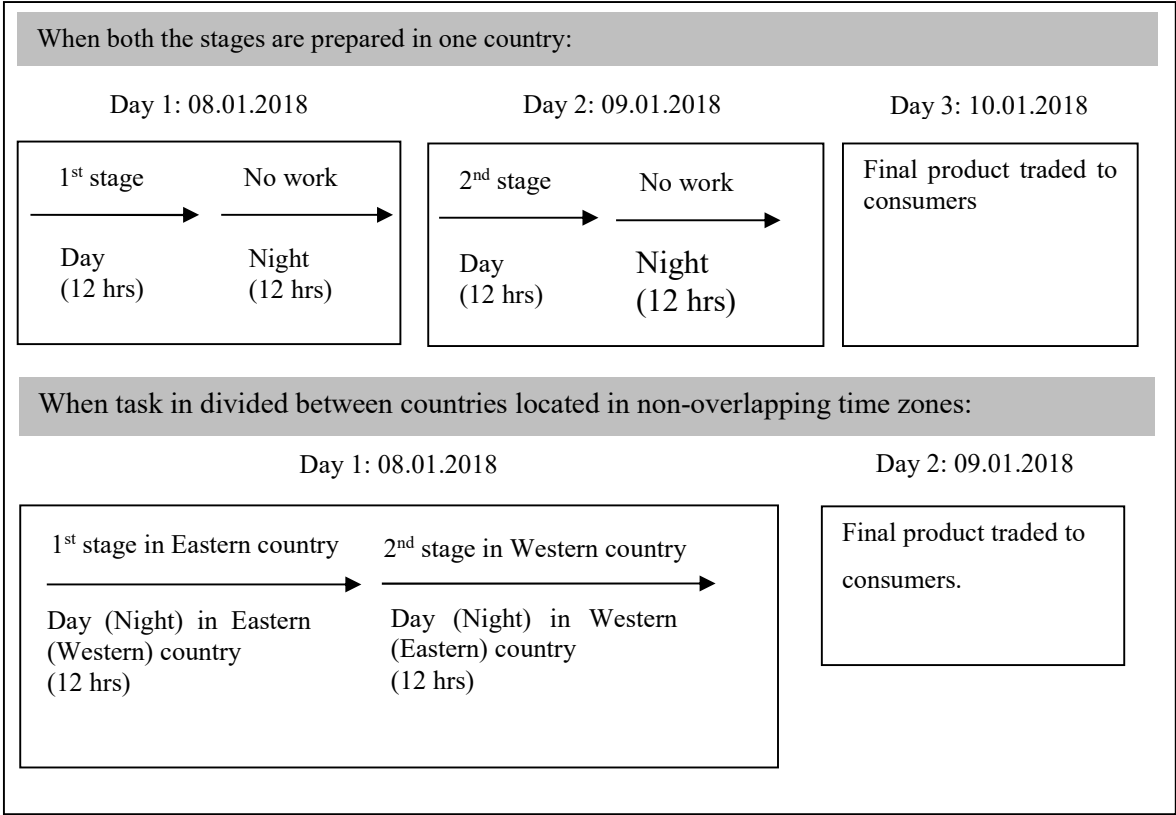 When both the stages are prepared in one country:
Day 1: 08.01.2018
Day 2: 09.01.2018
Day 3: 10.01.2018
1st stage
No work
Day
(12 hrs)
Night
(12 hrs)
2nd stage
No work
Day
(12 hrs)
Night
(12 hrs)
Final product traded to
consumers
When task in divided between countries located in non-overlapping time zones:
Day 1: 08.01.2018
Day 2: 09.01.2018
1st stage in Eastern country
Day (Night) in Eastern
(Western) country
(12 hrs)
2nd stage in Western country
Day (Night) in Western
(Eastern) country
(12 hrs)
Final product traded to
consumers.